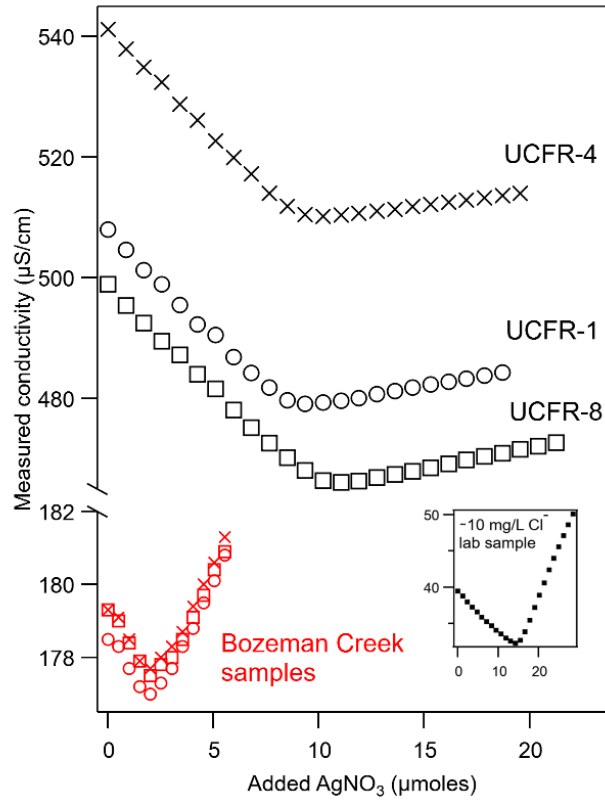 540
520
500
480
182
180
178
0
5
10
15
20
Measured conductivity (µS/cm)
Added AgNO₃ (µmoles)
UCFR-4
UCFR-1
UCFR-8
Bozeman Creek
samples
~10 mg/L Cl⁻
lab sample
50
40
0
10
20